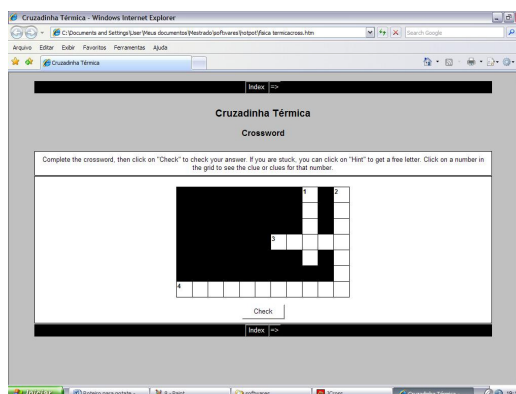 Cruzadinha Térmica - Windows Internet Explorer
C:\Documents and Settings\User\Meus documentos\Mestrado\softwares\hotpot\fisica termicacross.htm
Search Google
Arquivo Editar Exibir Favoritos Ferramentas Ajuda
Cruzadinha Térmica
Index =>
Cruzadinha Térmica
Crossword
Complete the crossword, then click on "Check" to check your answer. If you are stuck, you can click on "Hint" to get a free letter. Click on a number in
the grid to see the clue or clues for that number.
1 2
3
4
Check
Index =>